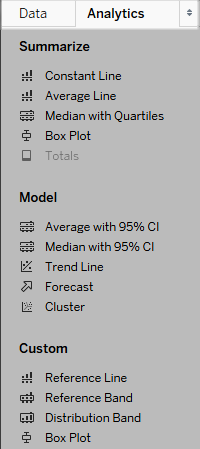 Data Analytics
Summarize
Constant Line
Average Line
Median with Quartiles
Box Plot
Totals
Model
Average with 95% CI
Median with 95% CI
Trend Line
Forecast
Cluster
Custom
Reference Line
Reference Band
Distribution Band
Box Plot